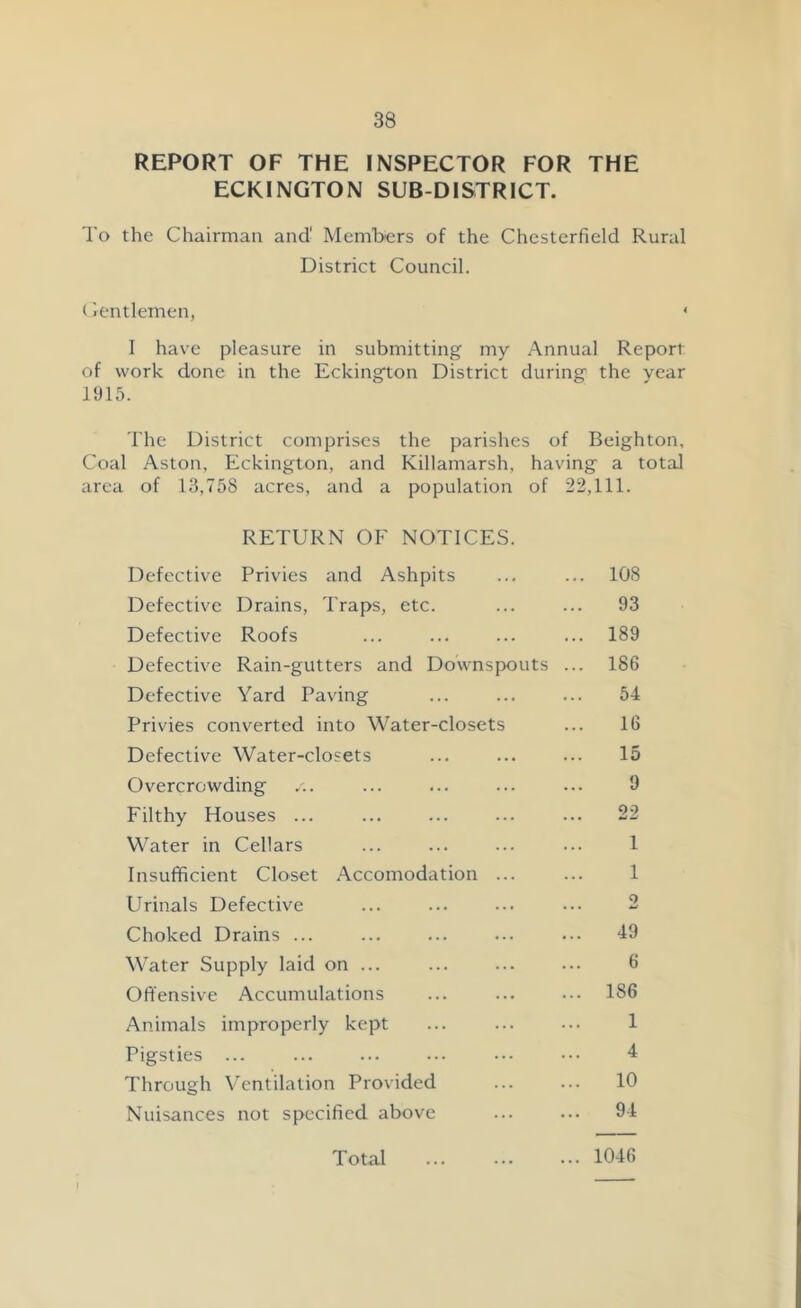 38
REPORT OF THE INSPECTOR FOR THE
ECKINGTON SUB-DISTRICT.
To the Chairman and' Members of the Chesterfield Rural
District Council.
Gentlemen,
I have pleasure in submitting my Annual Report
of work done in the Eckington District during the year
1915.
The District comprises the parishes of Beighton,
Coal Aston, Eckington, and Killamarsh, having a total
area of 13,758 acres, and a population of 22,111.
RETURN OF NOTICES.
Defective Privies and Ashpits ... ... 108
Defective Drains, Traps, etc. ... ... 93
Defective Roofs ... ... ... ... 189
Defective Rain-gutters and Downspouts ... 186
Defective Yard Paving ... ... ... 54
Privies converted into Water-closets ... 16
Defective Water-closets ... ... ... 15
Overcrowding ... ... ... ... ... 9
Filthy Houses ... ... ... ... ... 22
Water in Cellars ... ... ... ... 1
Insufficient Closet Accomodation ... ... 1
Urinals Defective ... ... ... ... 2
Choked Drains ... ... ... ... ... 49
Water Supply laid on ... ... ... ... 6
Offensive Accumulations ... ... ... 186
Animals improperly kept ... ... ... 1
Pigsties ... ... ... ... ... ... 4
Through Ventilation Provided ... ... 10
Nuisances not specified above ... ... 94
Total ... ... ... 1046